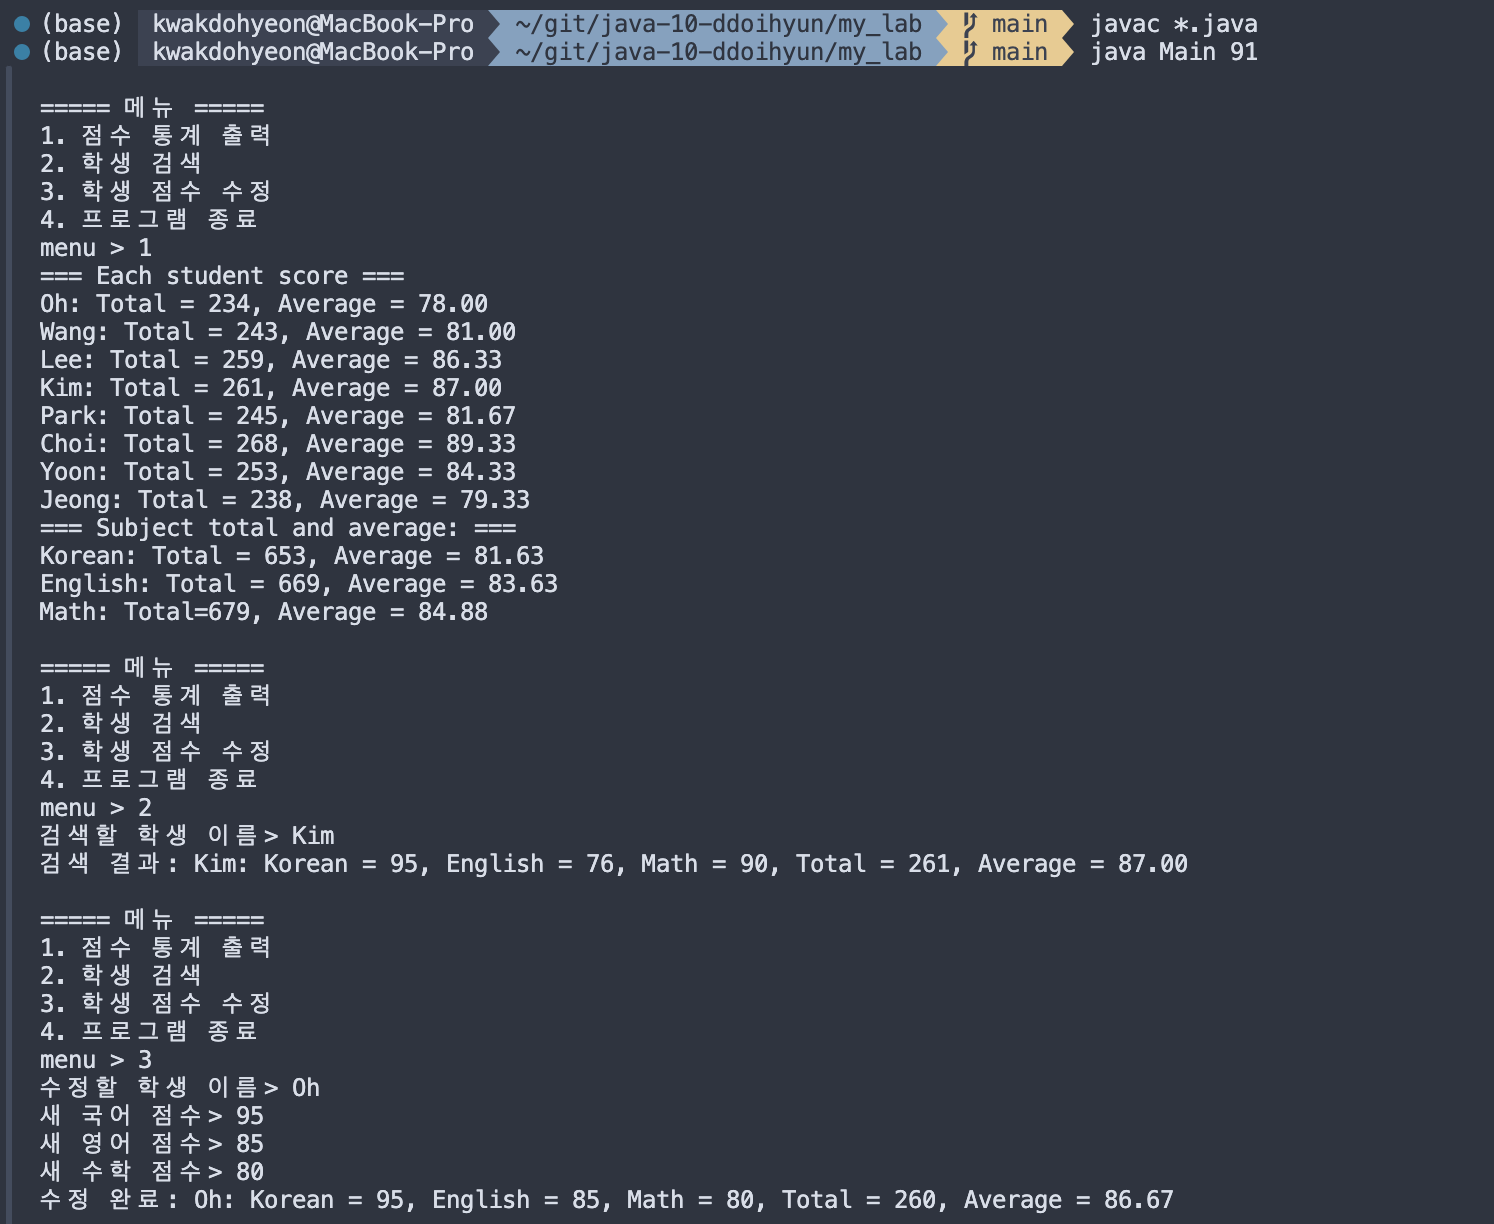 (base) kwakdohyeon@MacBook-Pro ~/git/java-10-ddoihyun/my_lab main javac *.java
(base) kwakdohyeon@MacBook-Pro ~/git/java-10-ddoihyun/my_lab main java Main 91
===== 메뉴 =====
1. 점수 통계 출력
2. 학생 검색
3. 학생 점수 수정
4. 프로그램 종료
menu > 1
=== Each student score ===
Oh: Total = 234, Average = 78.00
Wang: Total = 243, Average = 81.00
Lee: Total = 259, Average = 86.33
Kim: Total = 261, Average = 87.00
Park: Total = 245, Average = 81.67
Choi: Total = 268, Average = 89.33
Yoon: Total = 253, Average = 84.33
Jeong: Total = 238, Average = 79.33
=== Subject total and average: ===
Korean: Total = 653, Average = 81.63
English: Total = 669, Average = 83.63
Math: Total=679, Average = 84.88
===== 메뉴 =====
1. 점수 통계 출력
2. 학생 검색
3. 학생 점수 수정
4. 프로그램 종료
menu > 2
검색할 학생 이름> Kim
검색 결과: Kim: Korean = 95, English = 76, Math = 90, Total = 261, Average = 87.00
===== 메뉴 =====
1. 점수 통계 출력
2. 학생 검색
3. 학생 점수 수정
4. 프로그램 종료
menu > 3
수정할 학생 이름> Oh
새 국어 점수> 95
새 영어 점수> 85
새 수학 점수> 80
수정 완료: Oh: Korean = 95, English = 85, Math = 80, Total = 260, Average = 86.67